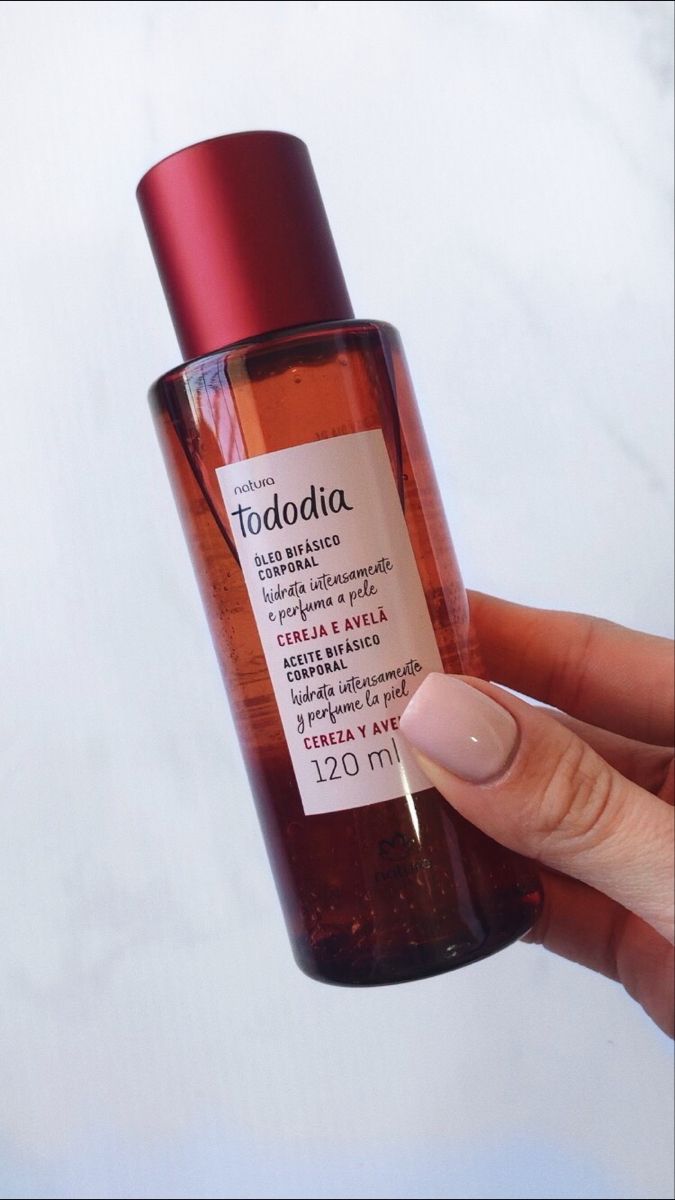 natura
tododia
ÓLEO BIFÁSICO
CORPORAL
hidrata intensamente
e perfuma a pele
CEREJA E AVELÃ
ACEITE BIFÁSICO
CORPORAL
hidrata intensamente
y perfume la piel
CEREZA Y
120 ml
natura